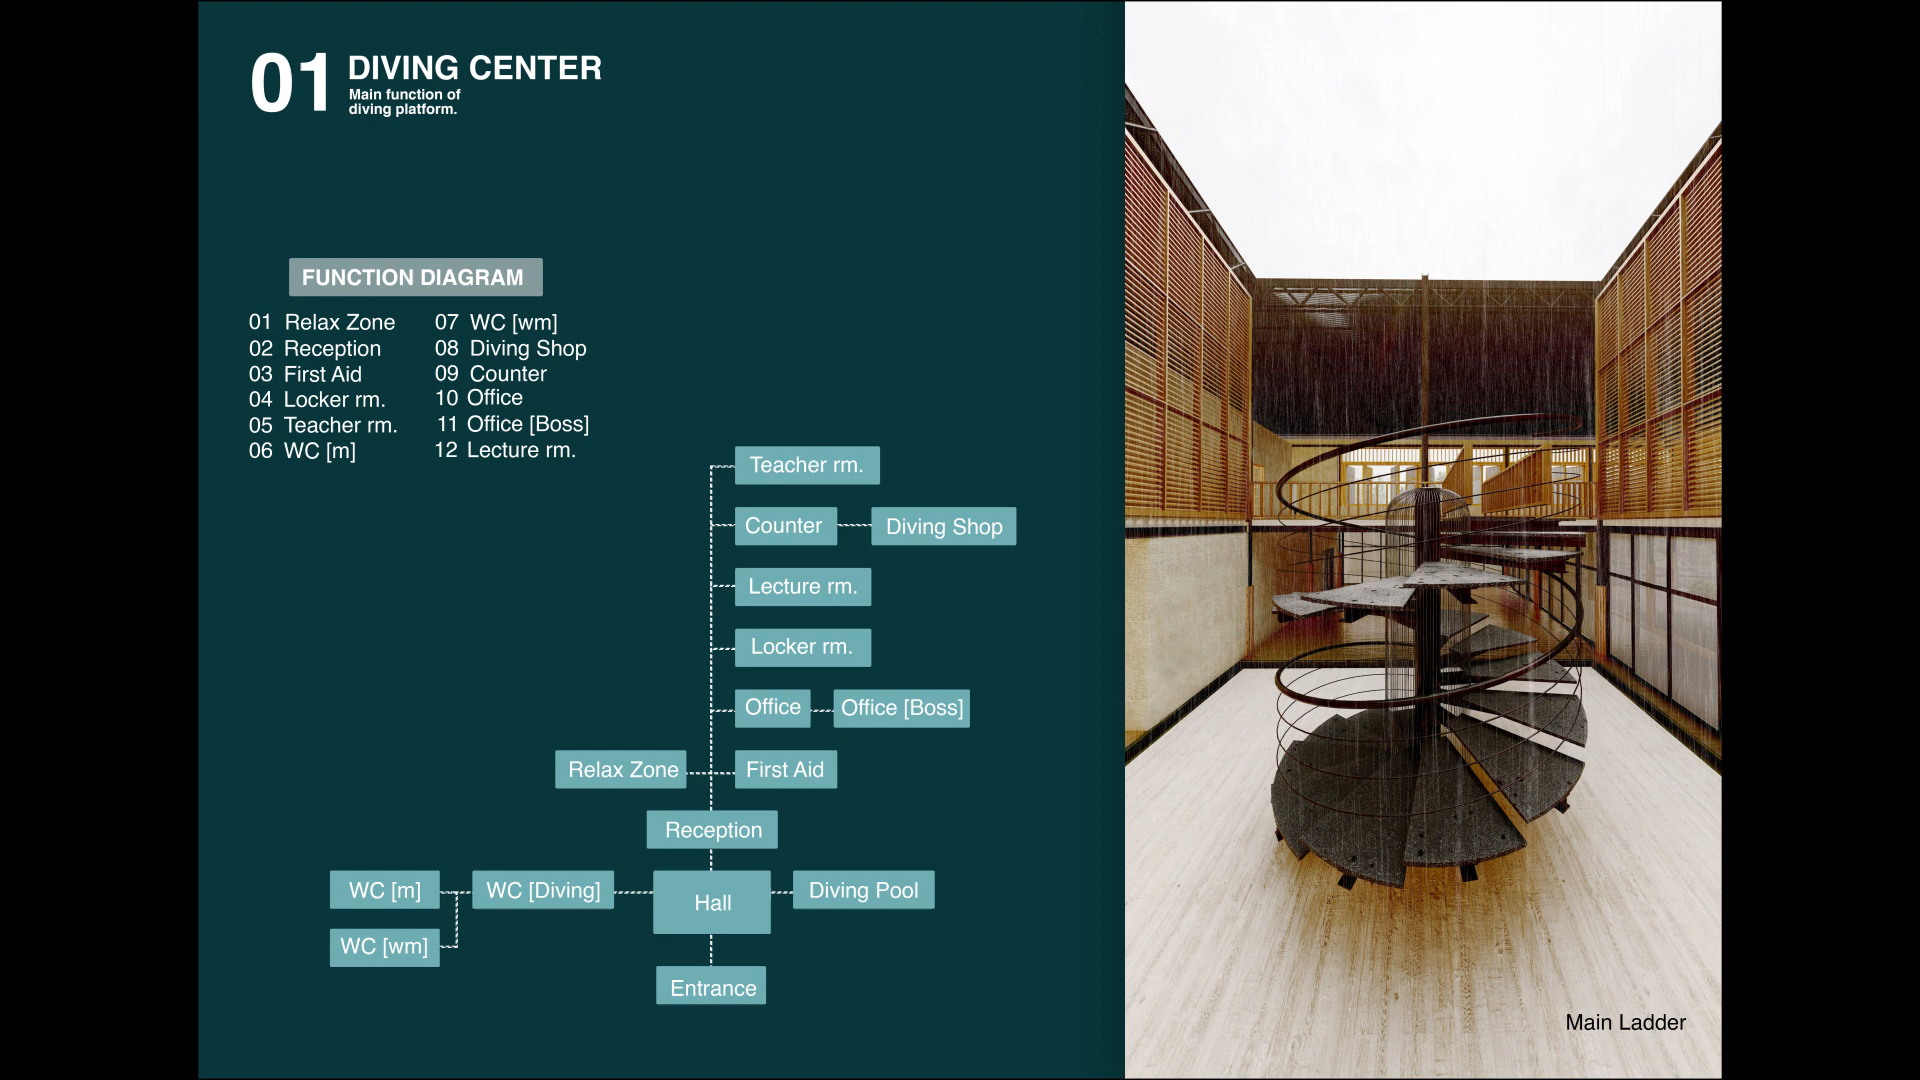 01 DIVING CENTER
Main function of
diving platform.
FUNCTION DIAGRAM
01 Relax Zone
02 Reception
03 First Aid
04 Locker rm.
05 Teacher rm.
06 WC [m]
07 WC [wm]
08 Diving Shop
09 Counter
10 Office
11 Office [Boss]
12 Lecture rm.
Teacher rm.
Counter
Diving Shop
Lecture rm.
Locker rm.
Office
Office [Boss]
Relax Zone
First Aid
Reception
WC [m]
WC [Diving]
Hall
Diving Pool
WC [wm]
Entrance
Main Ladder